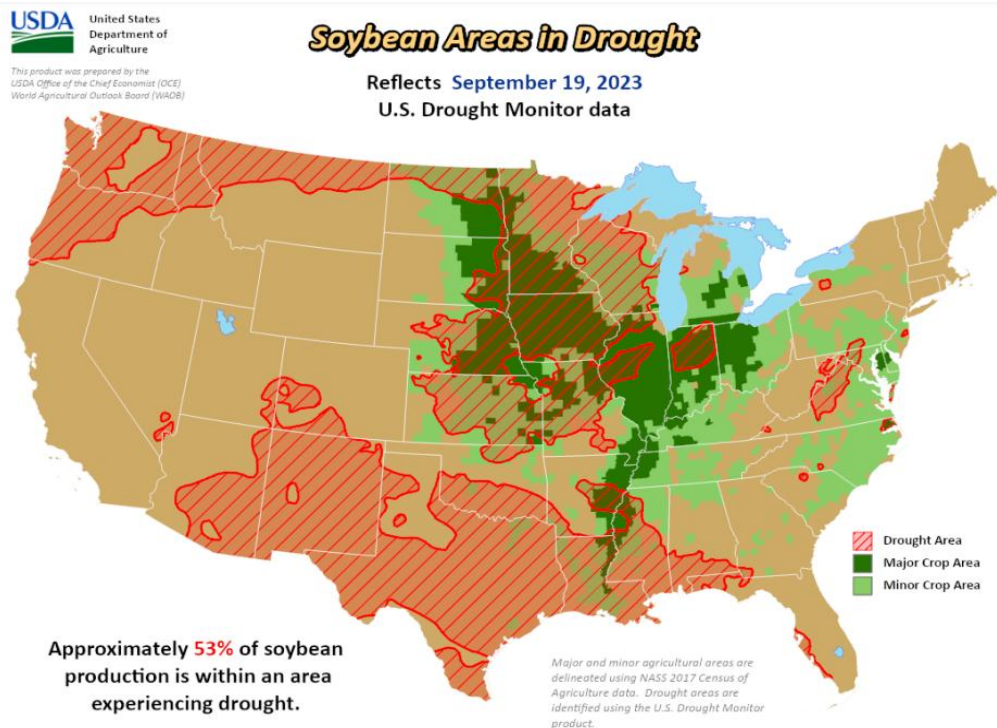 USDA
United States
Department of
Agriculture
This product was prepared by the
USDA Office of the Chief Economist (OCE)
World Agricultural Outlook Board (WAOB)
Soybean Areas in Drought
Reflects September 19, 2023
U.S. Drought Monitor data
Drought Area
Major Crop Area
Minor Crop Area
Approximately 53% of soybean
production is within an area
experiencing drought.
Major and minor agricultural areas are
delineated using NASS 2017 Census of
Agriculture data. Drought areas are
identified using the U.S. Drought Monitor
product.